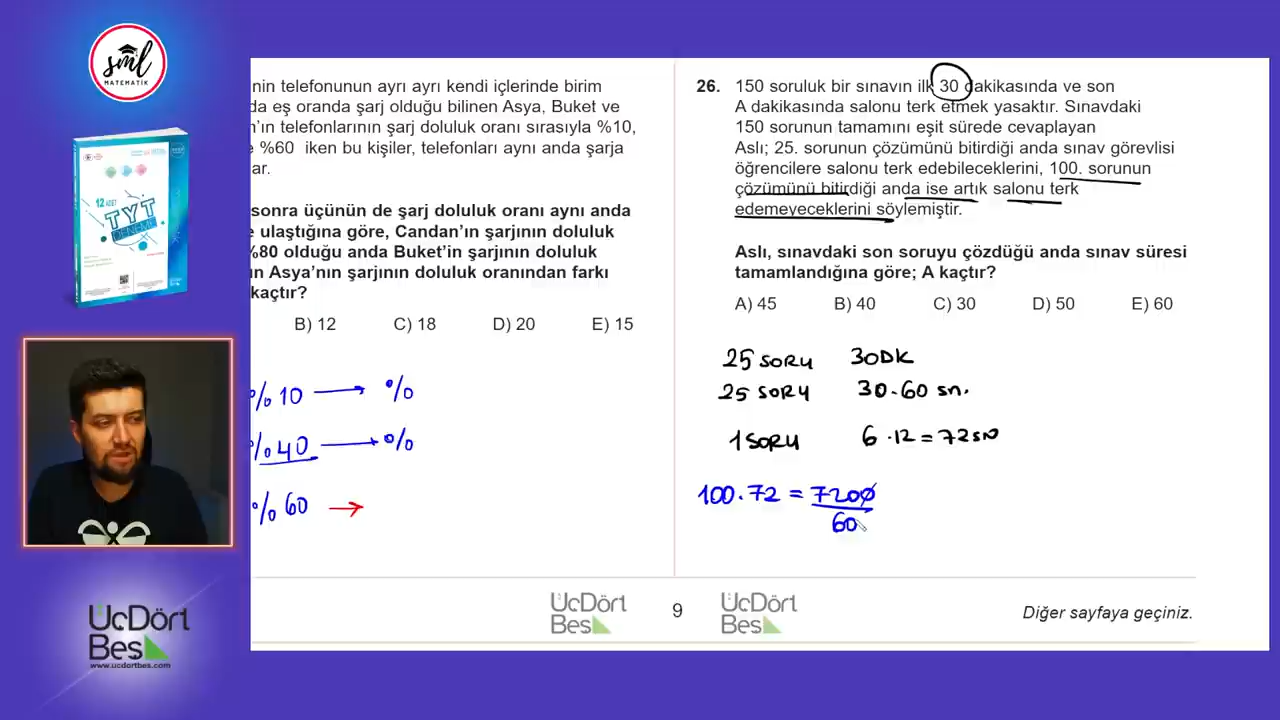 sml
MATEMATİK
12 ADET
TYT
DENEME
ÜçDört
Beş
www.ucdortbes.com
nin telefonunun ayrı ayrı kendi içlerinde birim
da eş oranda şarj olduğu bilinen Asya, Buket ve
n'ın telefonlarının şarj doluluk oranı sırasıyla %10,
%60 iken bu kişiler, telefonları aynı anda şarja
ar.
sonra üçünün de şarj doluluk oranı aynı anda
e ulaştığına göre, Candan'ın şarjının doluluk
%80 olduğu anda Buket'in şarjının doluluk
ın Asya'nın şarjının doluluk oranından farkı
kaçtır?
B) 12 C) 18 D) 20 E) 15
%10 → %
%40 → %
%60 →
26. 150 soruluk bir sınavın ilk 30 dakikasında ve son
A dakikasında salonu terk etmek yasaktır. Sınavdaki
150 sorunun tamamını eşit sürede cevaplayan
Aslı; 25. sorunun çözümünü bitirdiği anda sınav görevlisi
öğrencilere salonu terk edebileceklerini, 100. sorunun
çözümünü bitirdiği anda ise artık salonu terk
edemeyeceklerini söylemiştir.
Aslı, sınavdaki son soruyu çözdüğü anda sınav süresi
tamamlandığına göre; A kaçtır?
A) 45 B) 40 C) 30 D) 50 E) 60
25 SORU 30DK
25 SORU 30.60 sn.
1 SORU 6.12 = 72 sn
100.72 = 7200
60
ÜçDört
Beş
9
ÜçDört
Beş
Diğer sayfaya geçiniz.